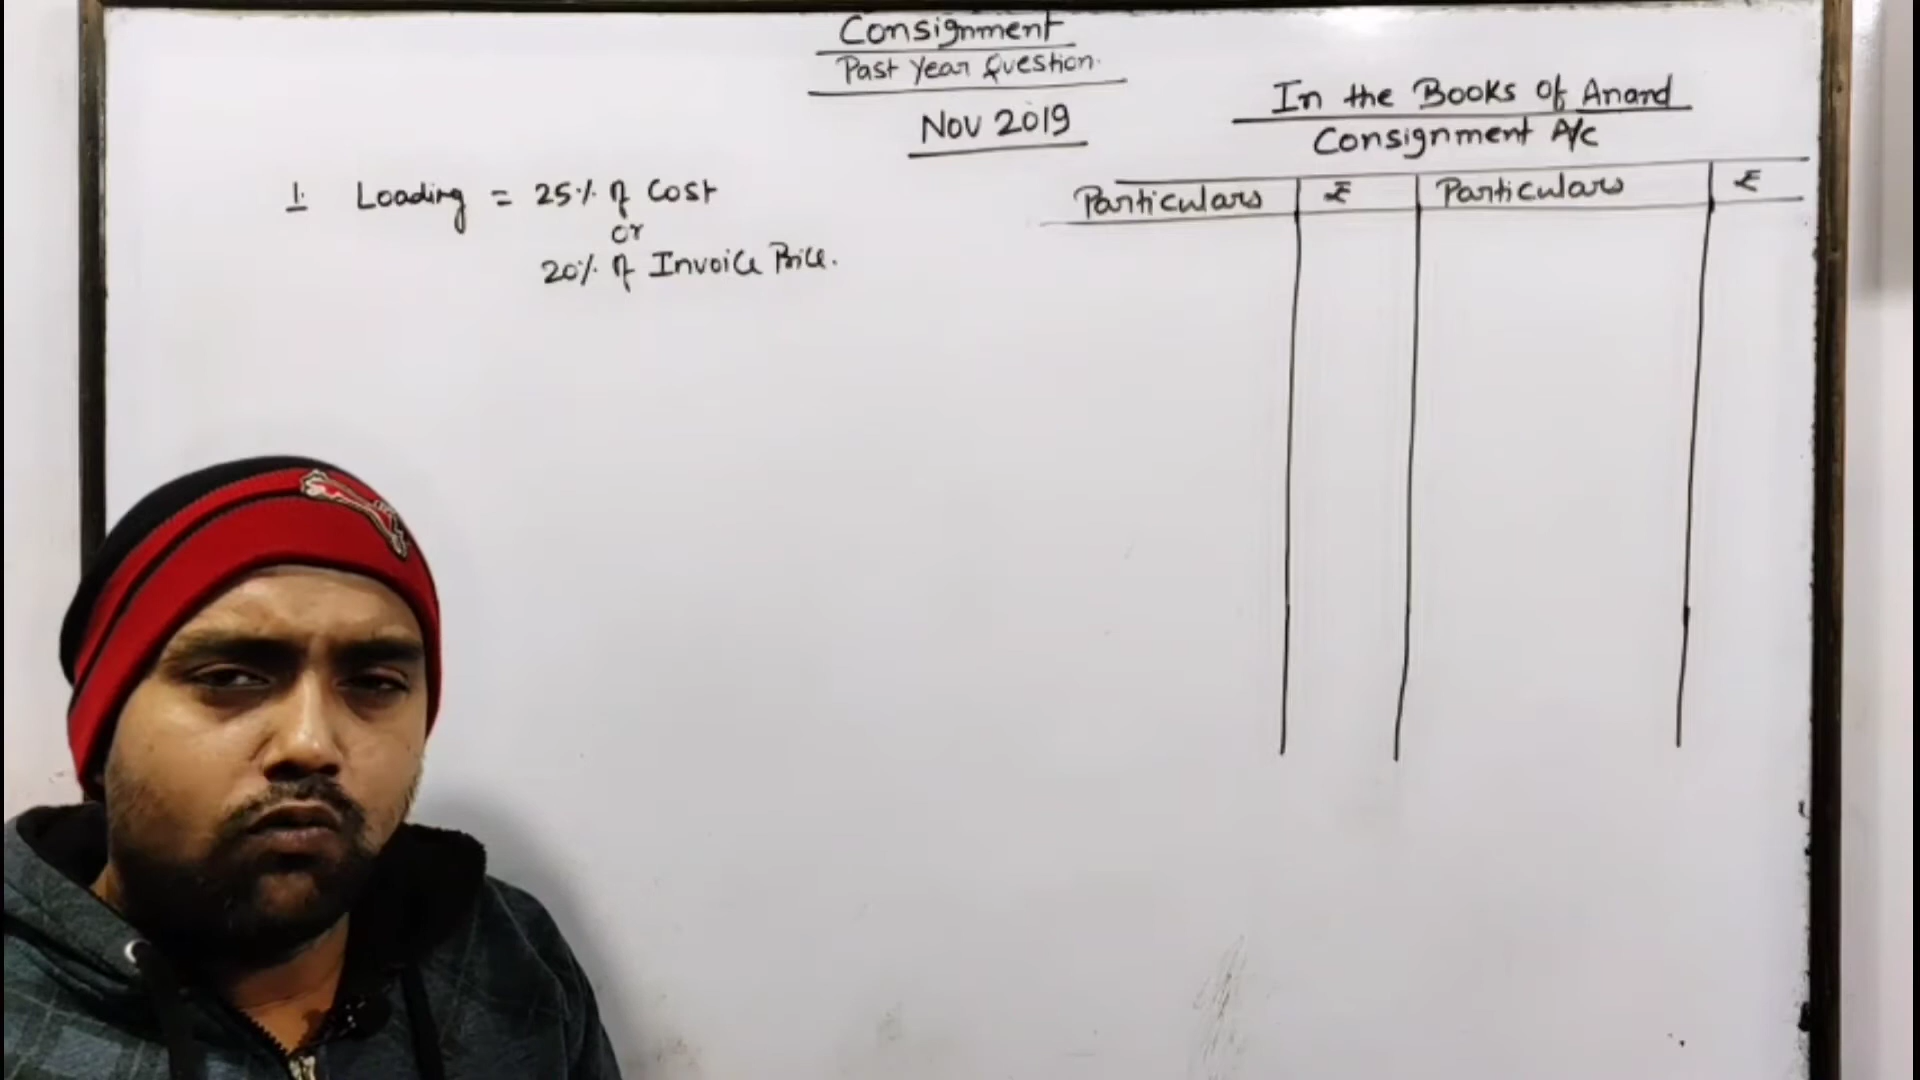 Consignment
Past Year Question.
Nov 2019
In the Books Of Anand
Consignment A/c
Particulars ₹ Particulars ₹
1. Loading = 25% of Cost
or
20% of Invoice Price.